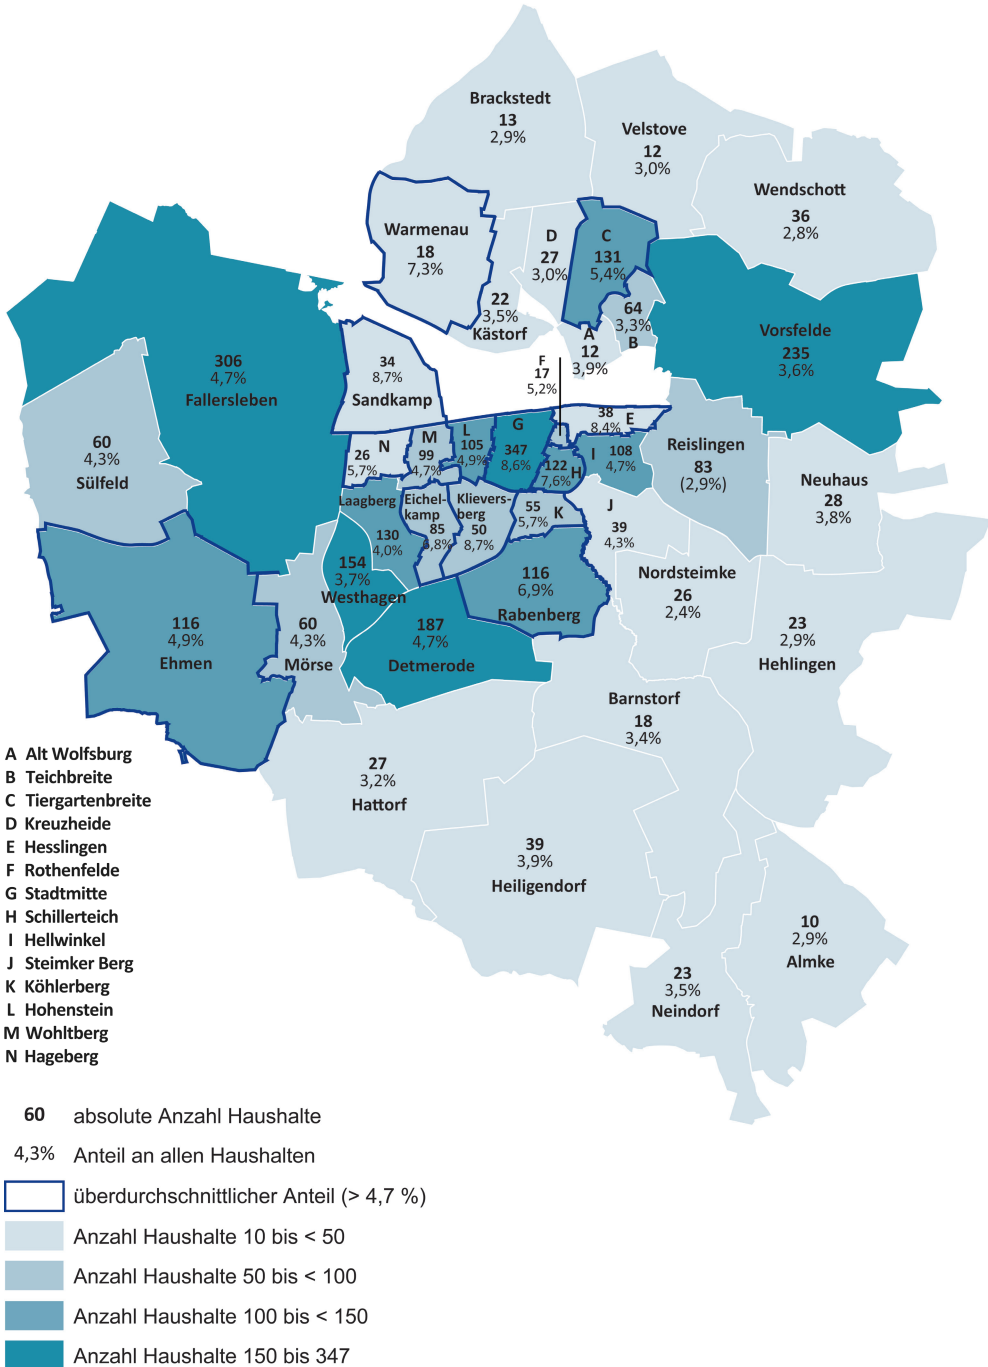 Brackstedt
13
2,9%
Velstove
12
3,0%
Wendschott
36
2,8%
Warmenau
18
7,3%
D
27
3,0%
C
131
5,4%
22
3,5%
Kästorf
64
3,3%
B
A
12
3,9%
Vorsfelde
235
3,6%
306
4,7%
Fallersleben
34
8,7%
Sandkamp
F
17
5,2%
60
4,3%
Sülfeld
38 E
8,4%
N
26
5,7%
M
99
4,7%
L
105
4,9%
G
347
8,6%
122 H
7,6%
I 108
4,7%
Reislingen
83
(2,9%)
Neuhaus
28
3,8%
Laagberg
130
4,0%
Eichel-
kamp
85
6,8%
Klievers-
berg
50
8,7%
55 K
5,7%
J
39
4,3%
154
3,7%
Westhagen
116
6,9%
Rabenberg
Nordsteimke
26
2,4%
116
4,9%
Ehmen
60
4,3%
Mörse
187
4,7%
Detmerode
23
2,9%
Hehlingen
Barnstorf
18
3,4%
27
3,2%
Hattorf
39
3,9%
Heiligendorf
10
2,9%
Almke
23
3,5%
Neindorf
A Alt Wolfsburg
B Teichbreite
C Tiergartenbreite
D Kreuzheide
E Hesslingen
F Rothenfelde
G Stadtmitte
H Schillerteich
I Hellwinkel
J Steimker Berg
K Köhlerberg
L Hohenstein
M Wohltberg
N Hageberg
60 absolute Anzahl Haushalte
4,3% Anteil an allen Haushalten
überdurchschnittlicher Anteil (> 4,7 %)
Anzahl Haushalte 10 bis < 50
Anzahl Haushalte 50 bis < 100
Anzahl Haushalte 100 bis < 150
Anzahl Haushalte 150 bis 347